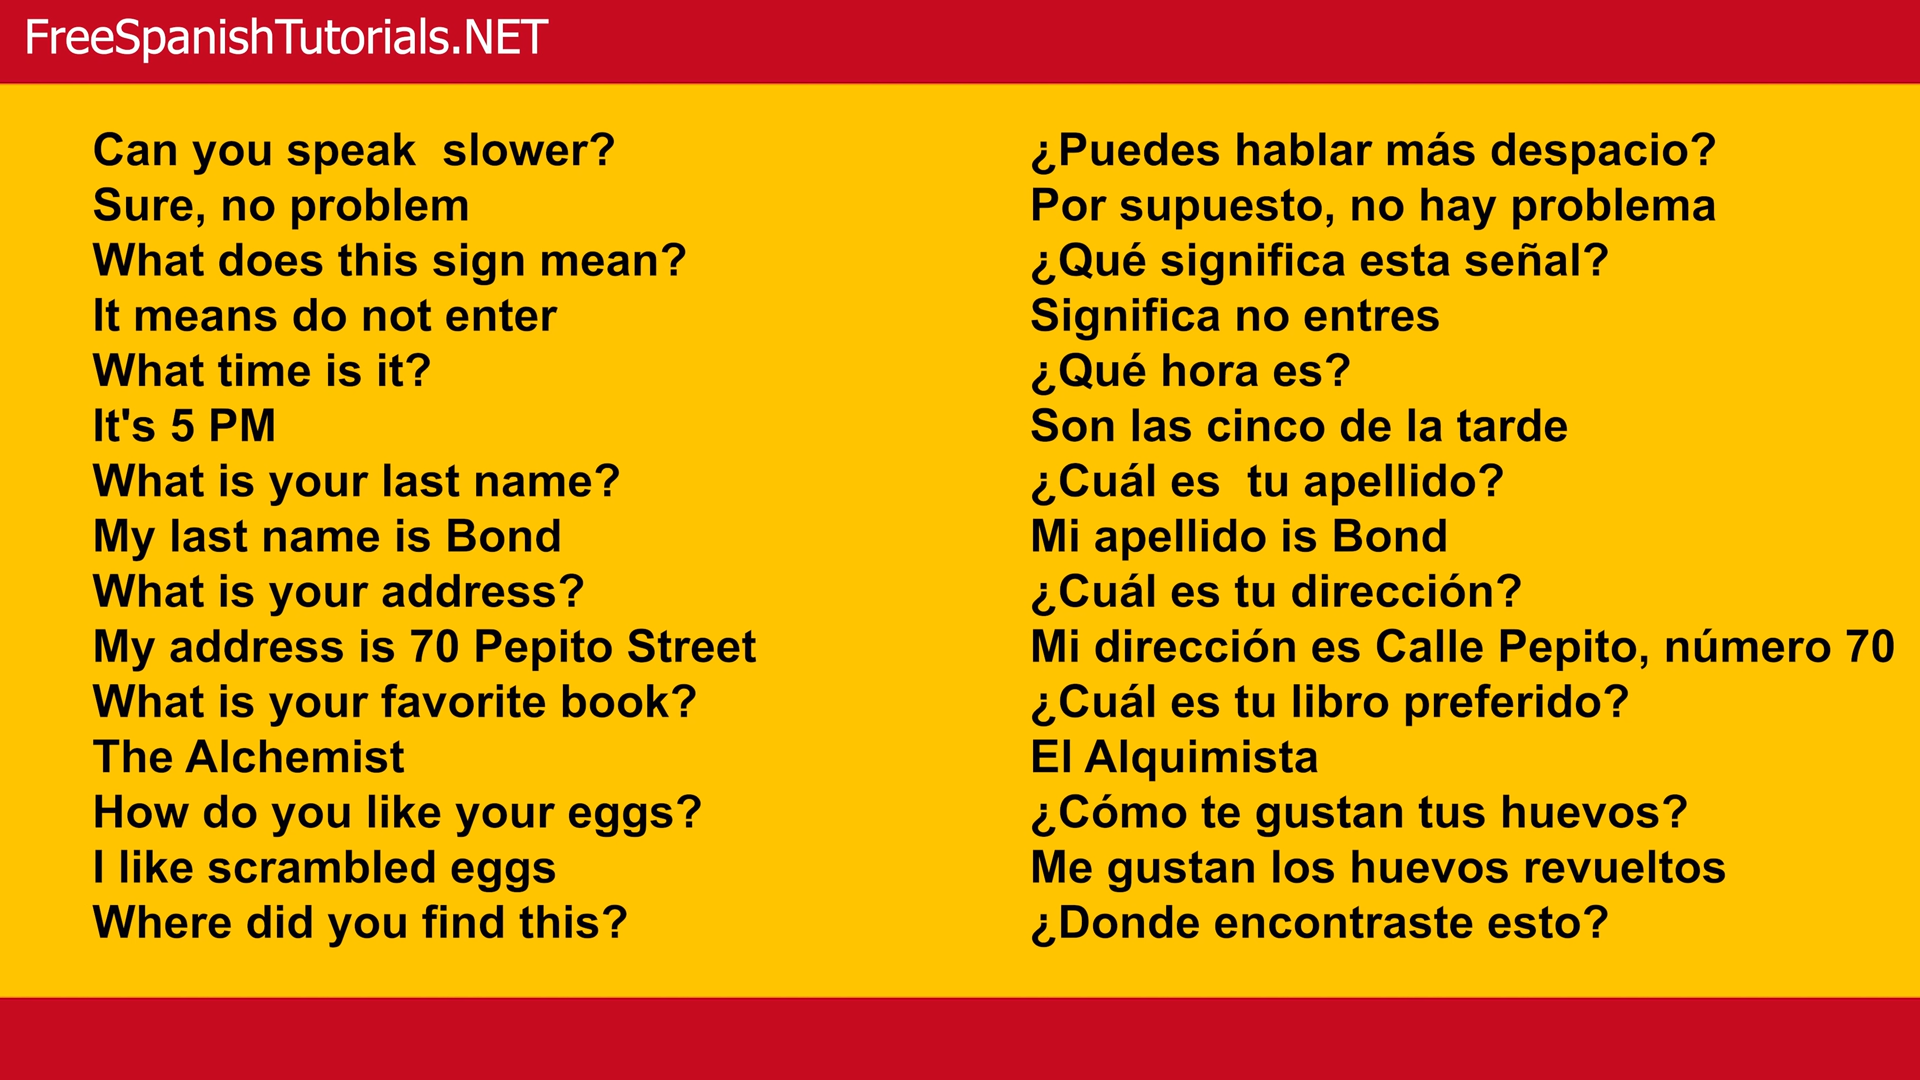 FreeSpanishTutorials.NET
Can you speak  slower?
Sure, no problem
What does this sign mean?
It means do not enter
What time is it?
It's 5 PM
What is your last name?
My last name is Bond
What is your address?
My address is 70 Pepito Street
What is your favorite book?
The Alchemist
How do you like your eggs?
I like scrambled eggs
Where did you find this?
¿Puedes hablar más despacio?
Por supuesto, no hay problema
¿Qué significa esta señal?
Significa no entres
¿Qué hora es?
Son las cinco de la tarde
¿Cuál es  tu apellido?
Mi apellido is Bond
¿Cuál es tu dirección?
Mi dirección es Calle Pepito, número 70
¿Cuál es tu libro preferido?
El Alquimista
¿Cómo te gustan tus huevos?
Me gustan los huevos revueltos
¿Donde encontraste esto?